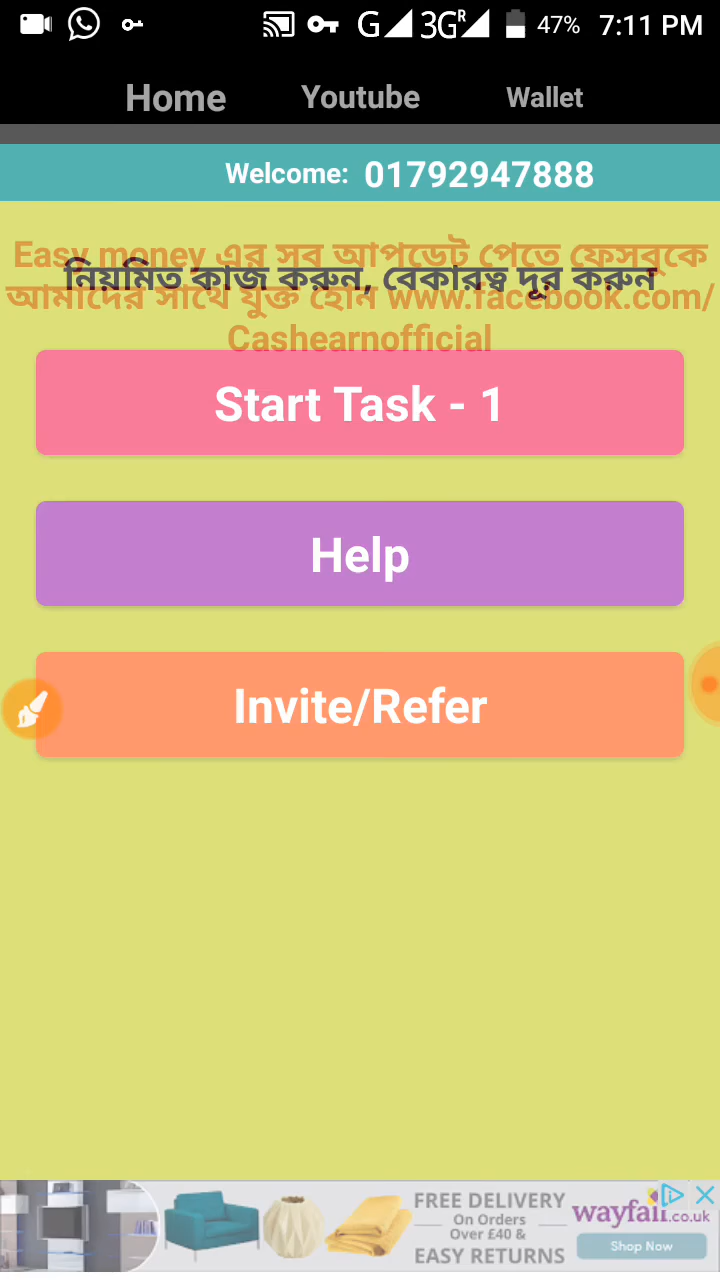 G 3G R 47% 7:11 PM
Home Youtube Wallet
Welcome: 01792947888
Easy money এর সব আপডেট পেতে ফেসবুকে
নিয়মিত কাজ করুন, বেকারত্ব দূর করুন
আমাদের সাথে যুক্ত হোন www.facebook.com/
Cashearnofficial
Start Task - 1
Help
Invite/Refer
FREE DELIVERY
On Orders
Over £40 &
EASY RETURNS
wayfair.co.uk
Shop Now